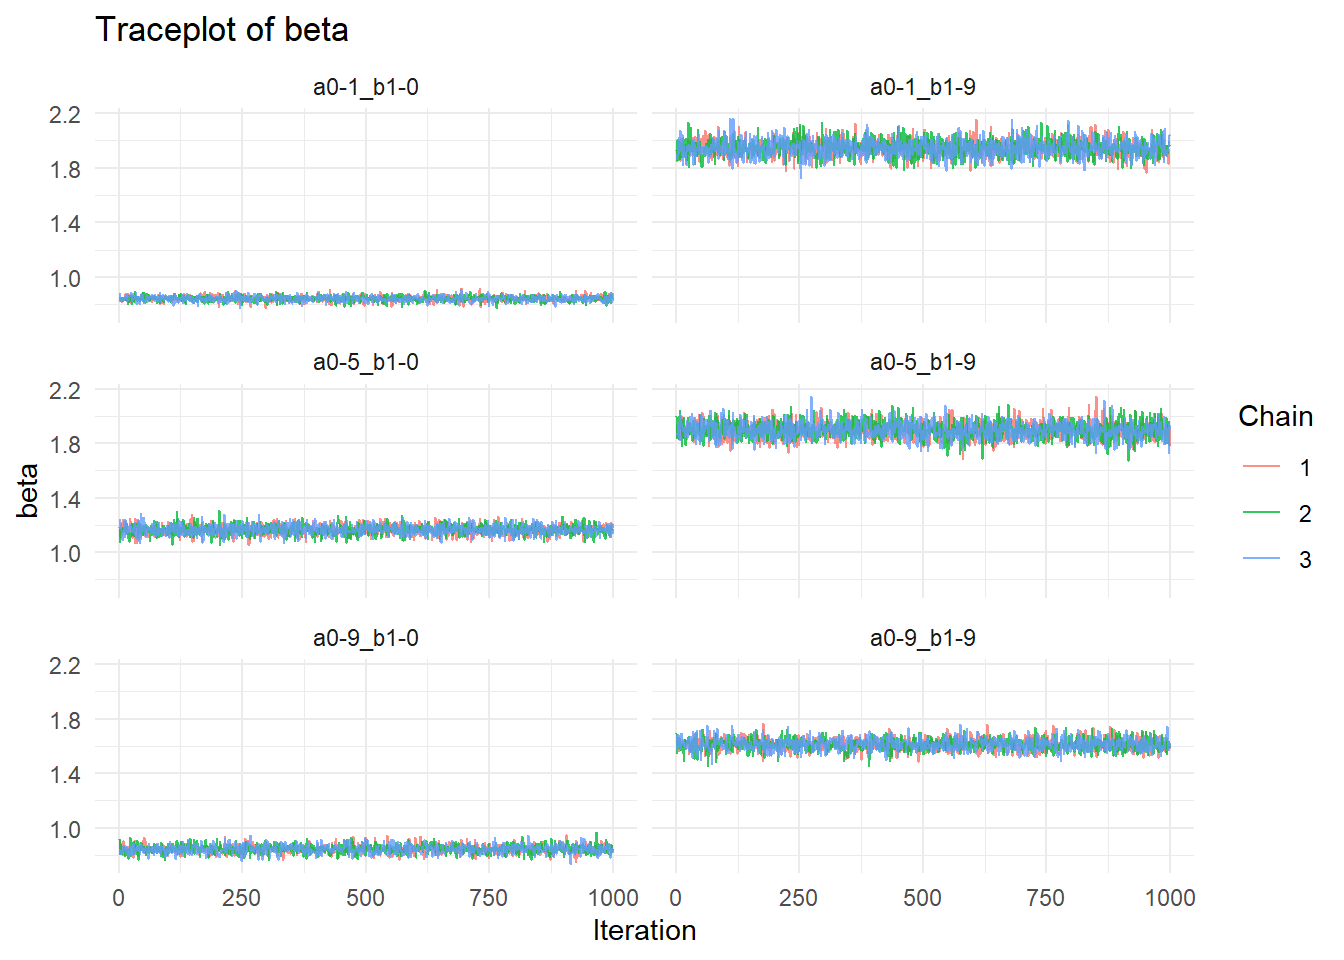 Traceplot of beta
a0-1_b1-0
a0-1_b1-9
2.2
1.8
1.4
1.0
a0-5_b1-0
a0-5_b1-9
2.2
1.8
1.4
1.0
a0-9_b1-0
a0-9_b1-9
2.2
1.8
1.4
1.0
0 250 500 750 1000
0 250 500 750 1000
Iteration
beta
Chain
1
2
3